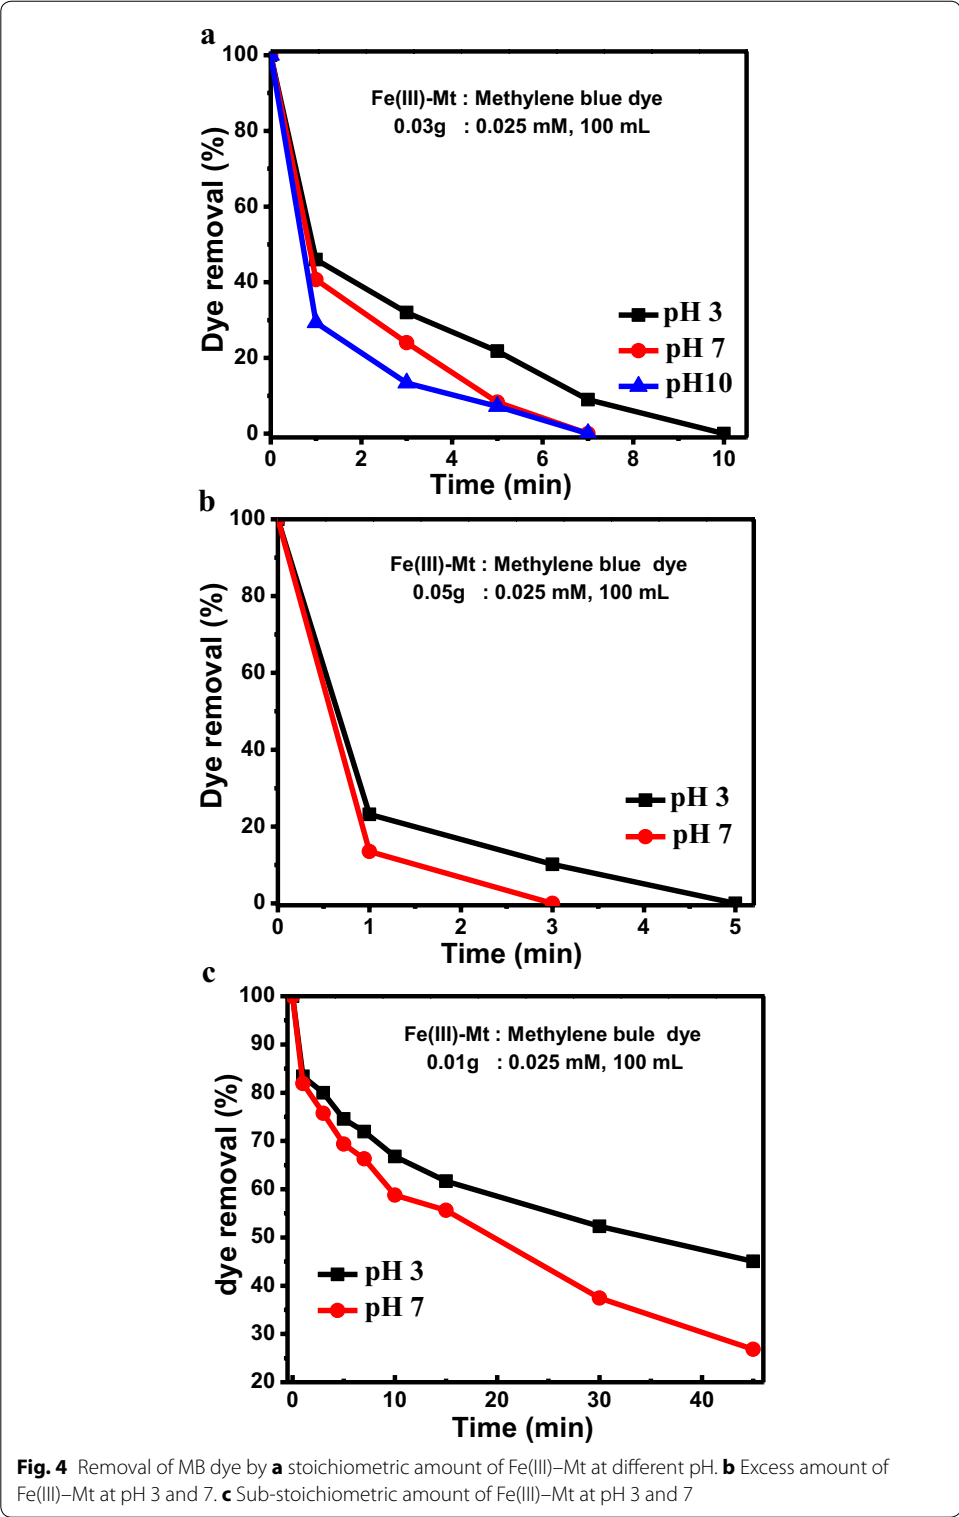 a
100
80
60
40
20
0
Dye removal (%)
Fe(III)-Mt : Methylene blue dye
0.03g : 0.025 mM, 100 mL
pH 3
pH 7
pH10
0 2 4 6 8 10
Time (min)
b
100
80
60
40
20
0
Dye removal (%)
Fe(III)-Mt : Methylene blue dye
0.05g : 0.025 mM, 100 mL
pH 3
pH 7
0 1 2 3 4 5
Time (min)
c
100
90
80
70
60
50
40
30
20
dye removal (%)
Fe(III)-Mt : Methylene bule dye
0.01g : 0.025 mM, 100 mL
pH 3
pH 7
0 10 20 30 40
Time (min)
Fig. 4 Removal of MB dye by a stoichiometric amount of Fe(III)–Mt at different pH. b Excess amount of
Fe(III)–Mt at pH 3 and 7. c Sub-stoichiometric amount of Fe(III)–Mt at pH 3 and 7